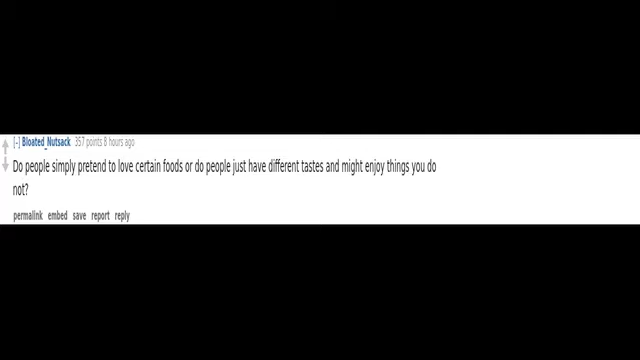 [-] Bloated_Nutsack 357 points 8 hours ago
Do people simply pretend to love certain foods or do people just have different tastes and might enjoy things you do
not?
permalink embed save report reply